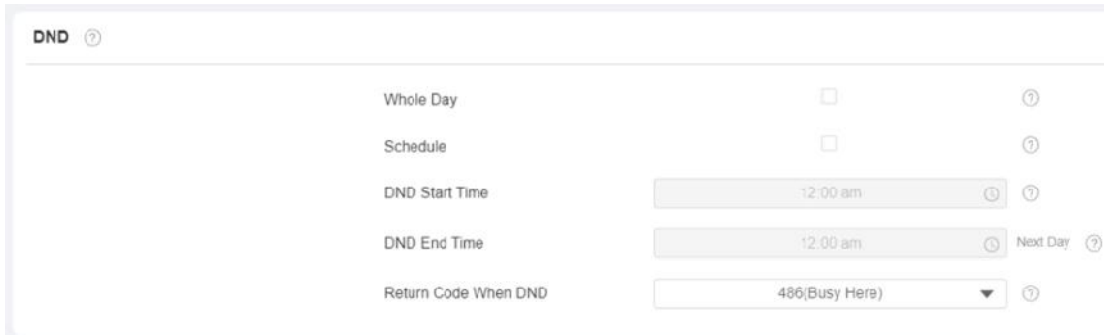 DND ?
Whole Day ?
Schedule ?
DND Start Time 12:00 am ?
DND End Time 12:00 am Next Day ?
Return Code When DND 486(Busy Here) ?